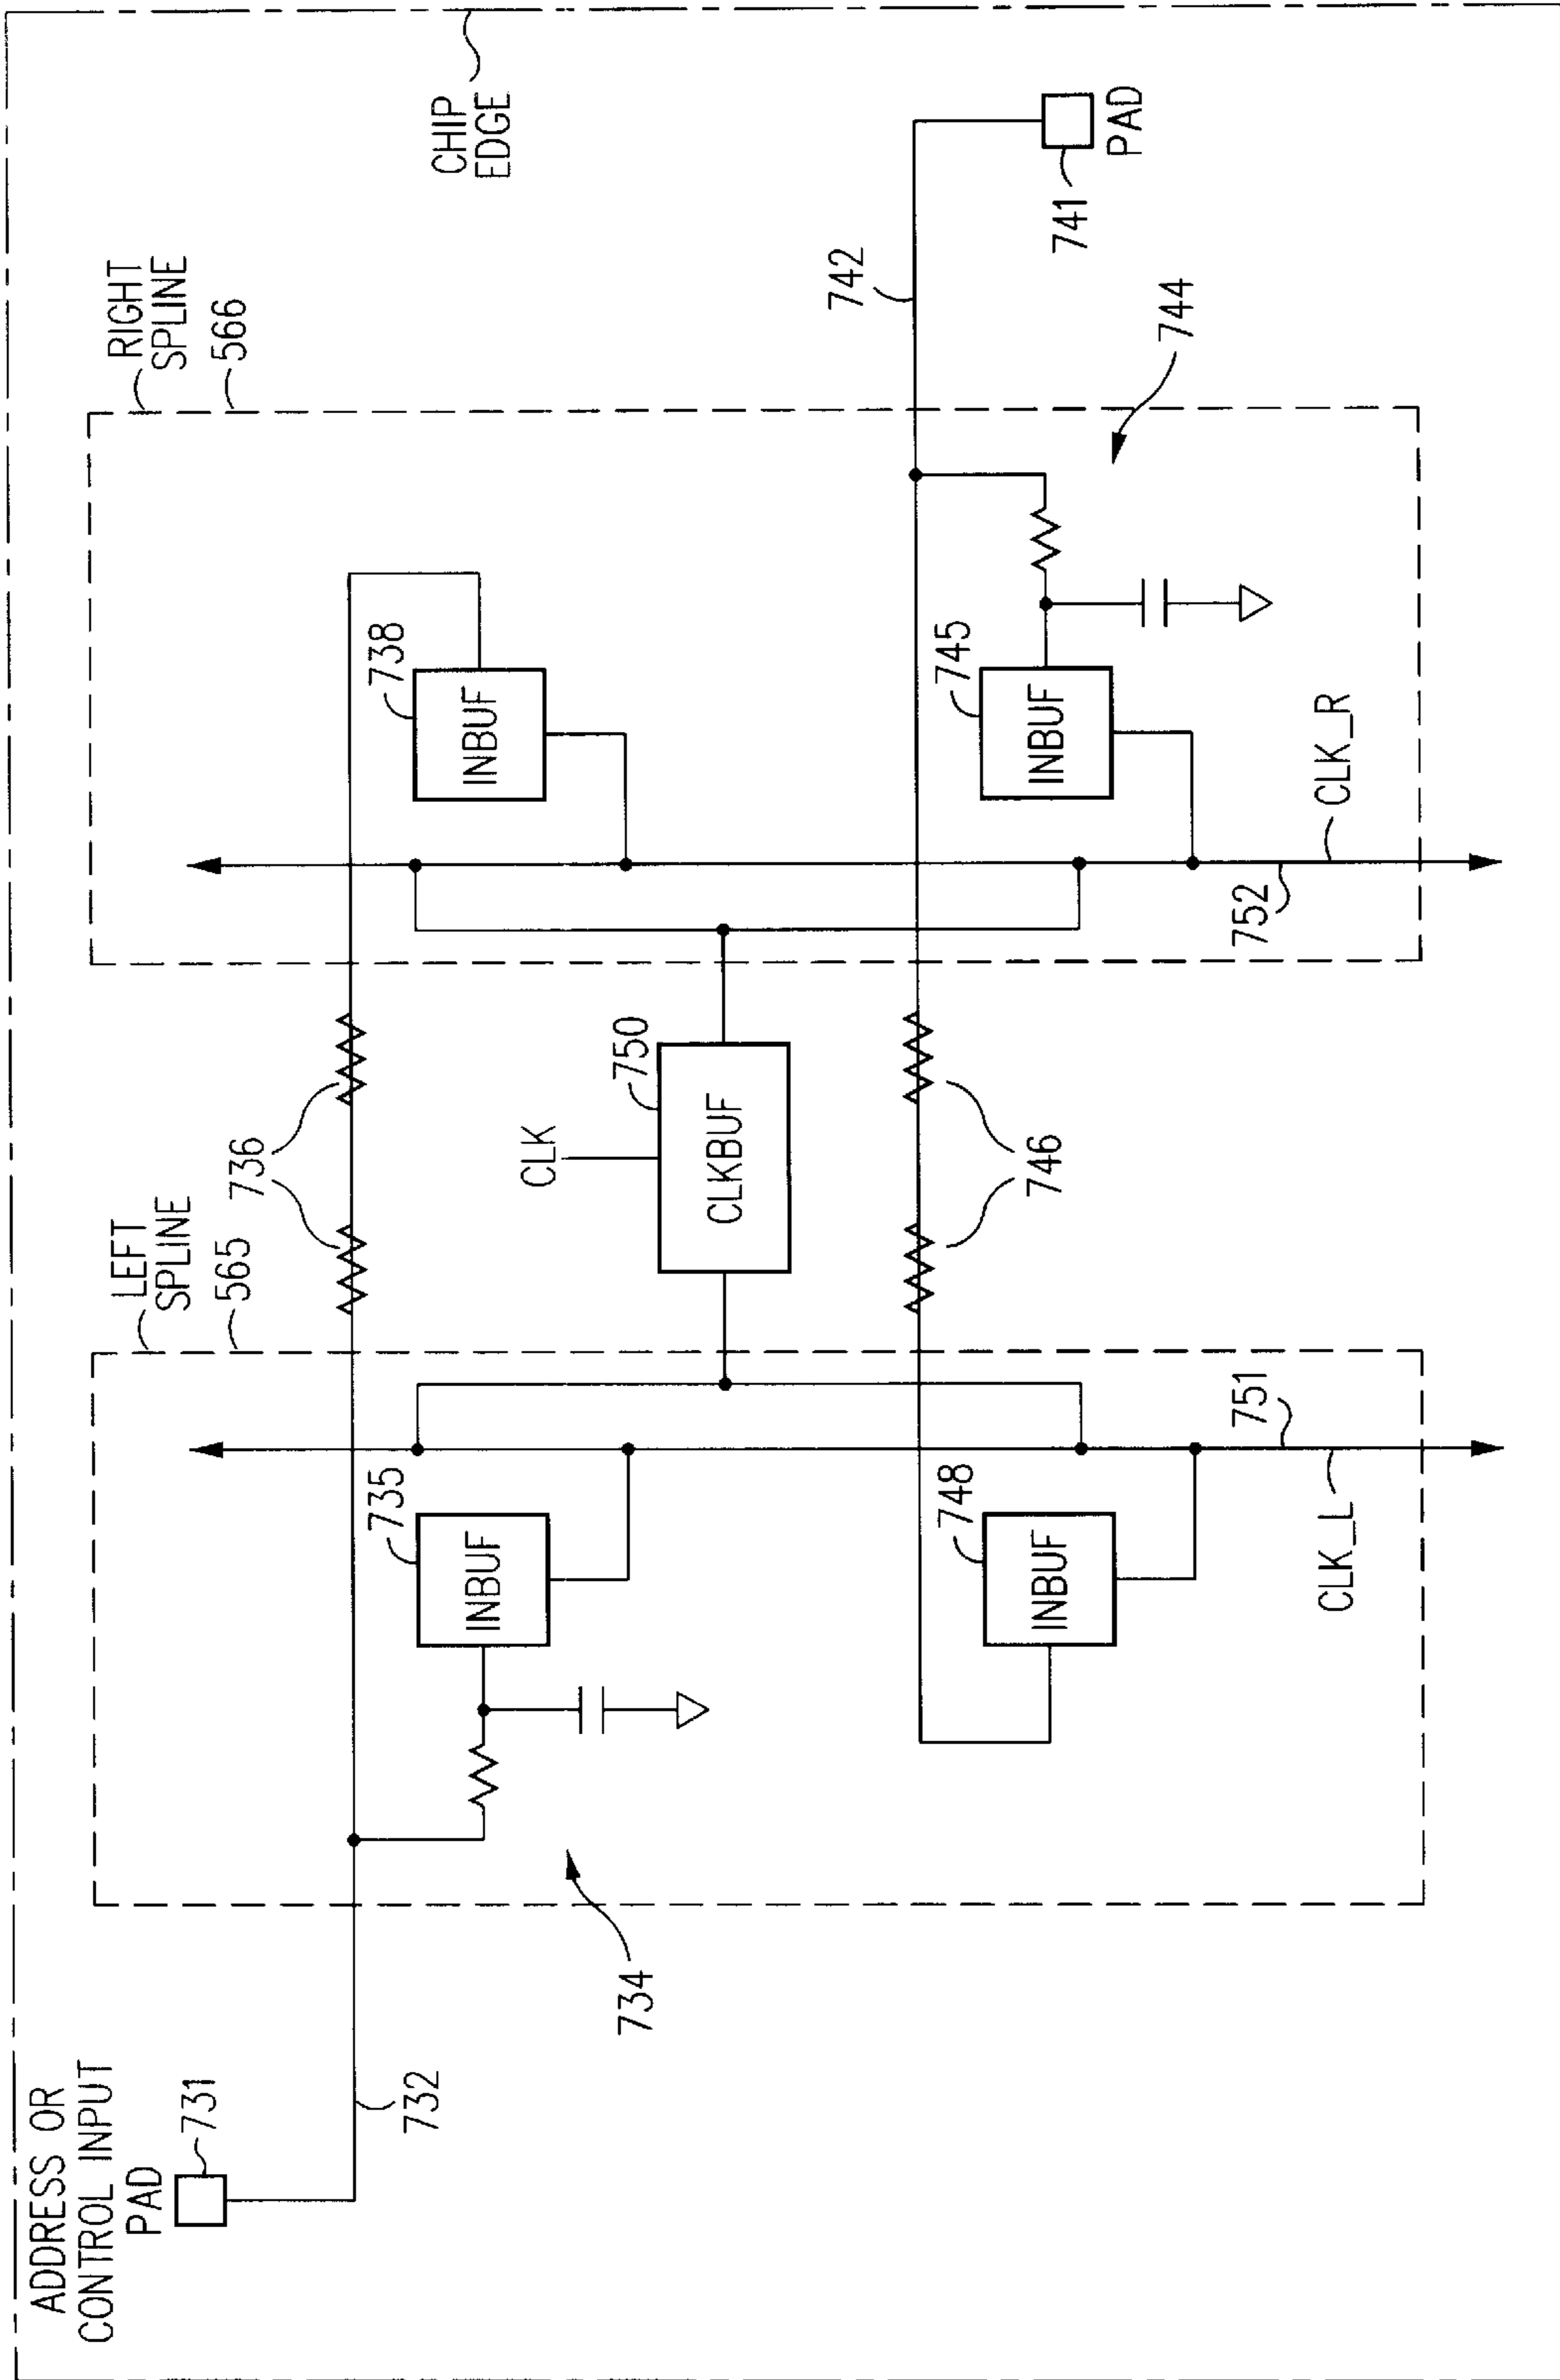 ADDRESS OR
CONTROL INPUT
PAD
731
732
734
LEFT
SPLINE
565
735
INBUF
748
INBUF
751
CLK_L
736
CLK
750
CLKBUF
746
RIGHT
SPLINE
566
738
INBUF
745
INBUF
752
CLK_R
742
744
741
PAD
CHIP
EDGE